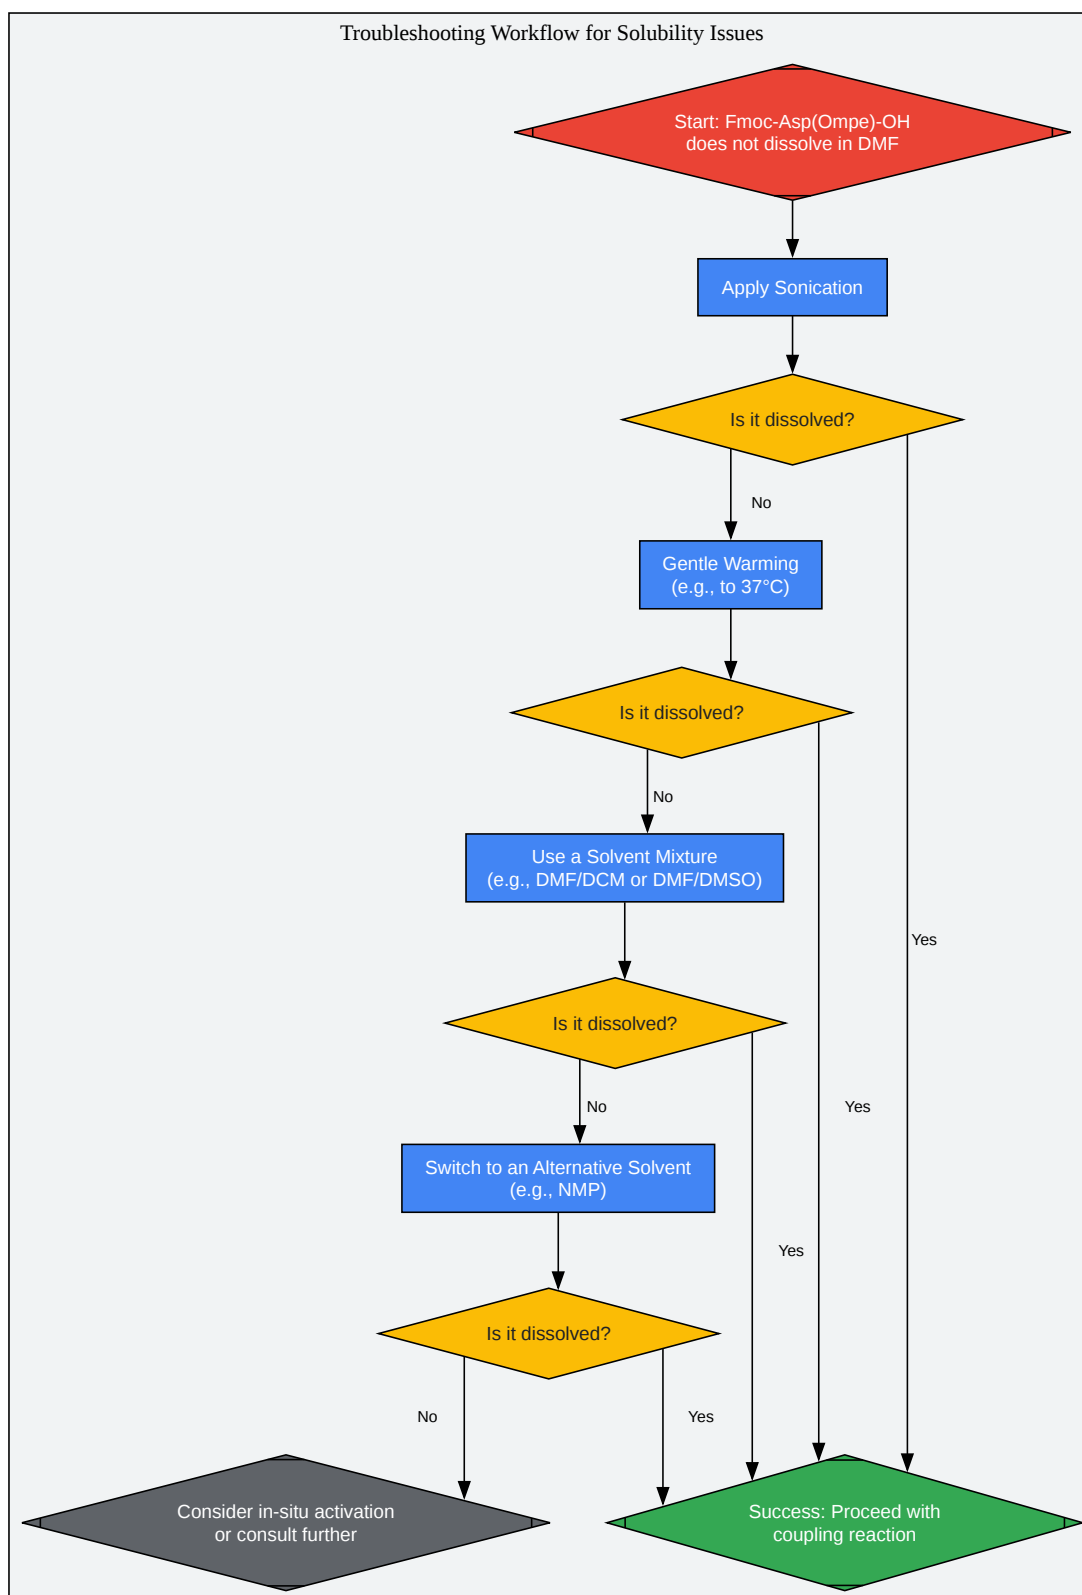 Troubleshooting Workflow for Solubility Issues
Start: Fmoc-Asp(Ompe)-OH
does not dissolve in DMF
Apply Sonication
Is it dissolved?
No
Gentle Warming
(e.g., to 37°C)
Is it dissolved?
No
Use a Solvent Mixture
(e.g., DMF/DCM or DMF/DMSO)
Yes
Is it dissolved?
No
Yes
Switch to an Alternative Solvent
(e.g., NMP)
Yes
Is it dissolved?
No
Yes
Consider in-situ activation
or consult further
Success: Proceed with
coupling reaction